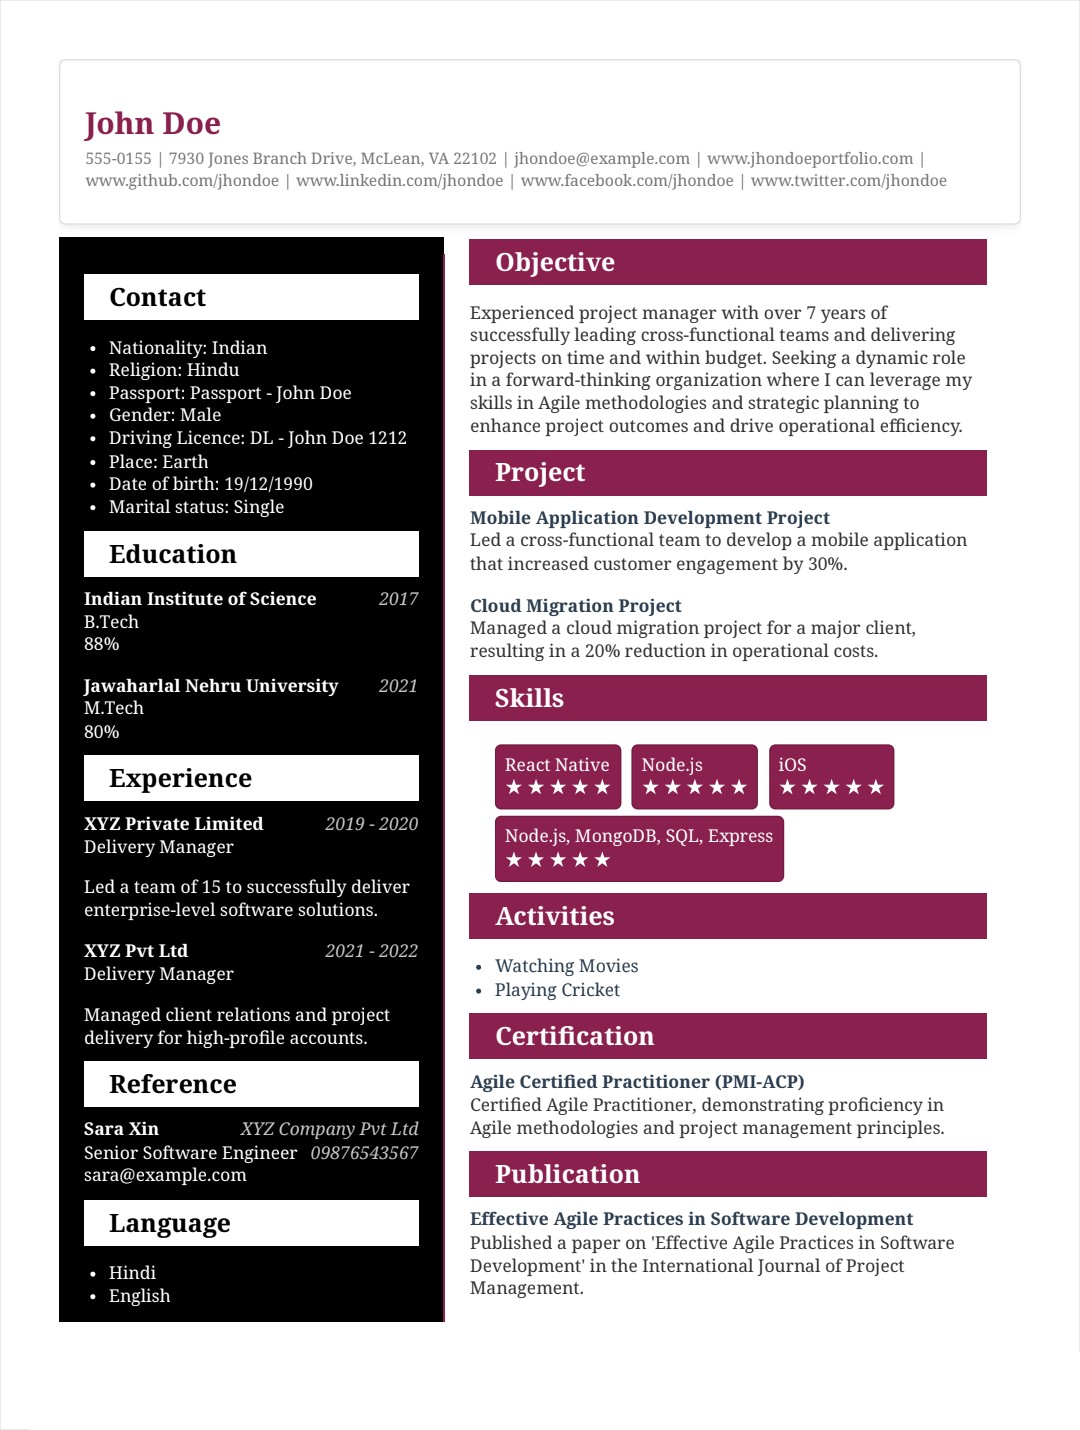 John Doe
555-0155 | 7930 Jones Branch Drive, McLean, VA 22102 | jhondoe@example.com | www.jhondoeportfolio.com |
www.github.com/jhondoe | www.linkedin.com/jhondoe | www.facebook.com/jhondoe | www.twitter.com/jhondoe
Contact
• Nationality: Indian
• Religion: Hindu
• Passport: Passport - John Doe
• Gender: Male
• Driving Licence: DL - John Doe 1212
• Place: Earth
• Date of birth: 19/12/1990
• Marital status: Single
Education
Indian Institute of Science 2017
B.Tech
88%
Jawaharlal Nehru University 2021
M.Tech
80%
Experience
XYZ Private Limited 2019 - 2020
Delivery Manager
Led a team of 15 to successfully deliver
enterprise-level software solutions.
XYZ Pvt Ltd 2021 - 2022
Delivery Manager
Managed client relations and project
delivery for high-profile accounts.
Reference
Sara Xin XYZ Company Pvt Ltd
Senior Software Engineer 09876543567
sara@example.com
Language
• Hindi
• English
Objective
Experienced project manager with over 7 years of
successfully leading cross-functional teams and delivering
projects on time and within budget. Seeking a dynamic role
in a forward-thinking organization where I can leverage my
skills in Agile methodologies and strategic planning to
enhance project outcomes and drive operational efficiency.
Project
Mobile Application Development Project
Led a cross-functional team to develop a mobile application
that increased customer engagement by 30%.
Cloud Migration Project
Managed a cloud migration project for a major client,
resulting in a 20% reduction in operational costs.
Skills
React Native Node.js iOS
★★★★★ ★★★★★ ★★★★★
Node.js, MongoDB, SQL, Express
★★★★★
Activities
• Watching Movies
• Playing Cricket
Certification
Agile Certified Practitioner (PMI-ACP)
Certified Agile Practitioner, demonstrating proficiency in
Agile methodologies and project management principles.
Publication
Effective Agile Practices in Software Development
Published a paper on 'Effective Agile Practices in Software
Development' in the International Journal of Project
Management.